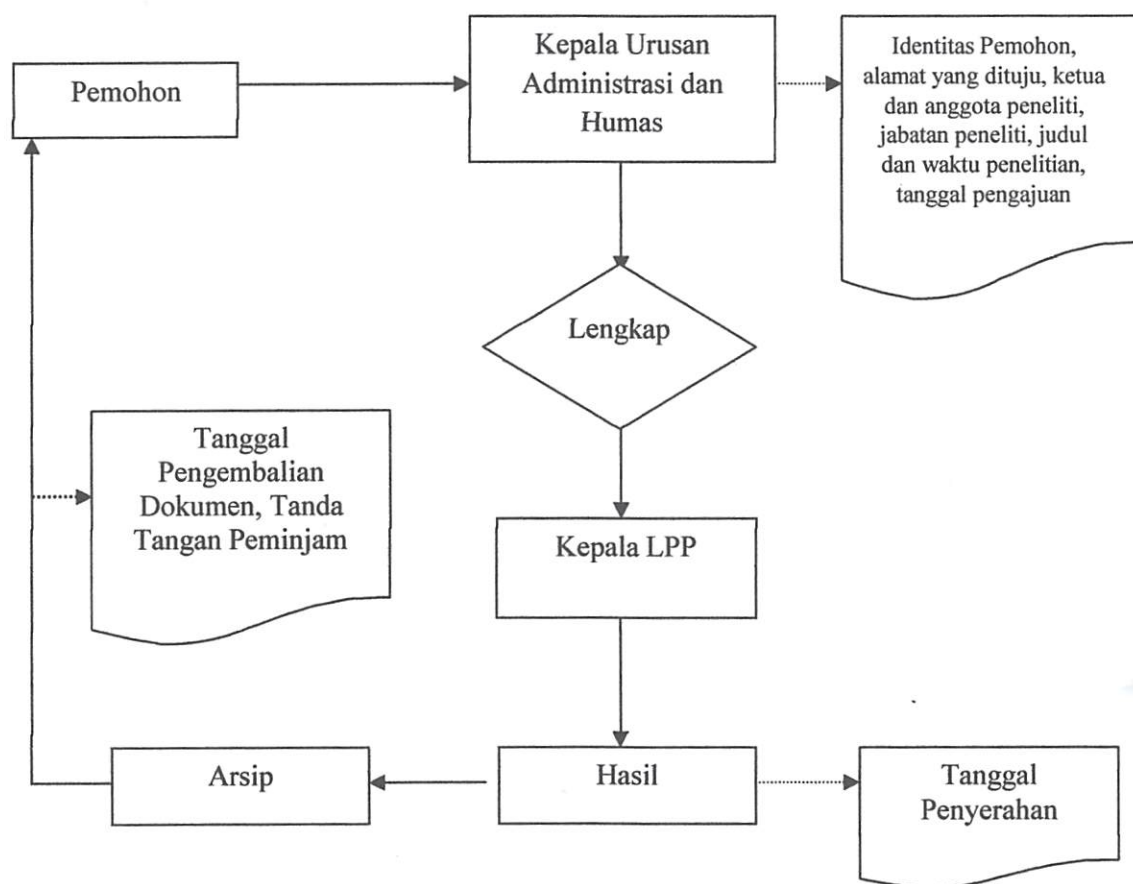 Pemohon
Kepala Urusan
Administrasi dan
Humas
Identitas Pemohon,
alamat yang dituju, ketua
dan anggota peneliti,
jabatan peneliti, judul
dan waktu penelitian,
tanggal pengajuan
Lengkap
Tanggal
Pengembalian
Dokumen, Tanda
Tangan Peminjam
Kepala LPP
Arsip
Hasil
Tanggal
Penyerahan